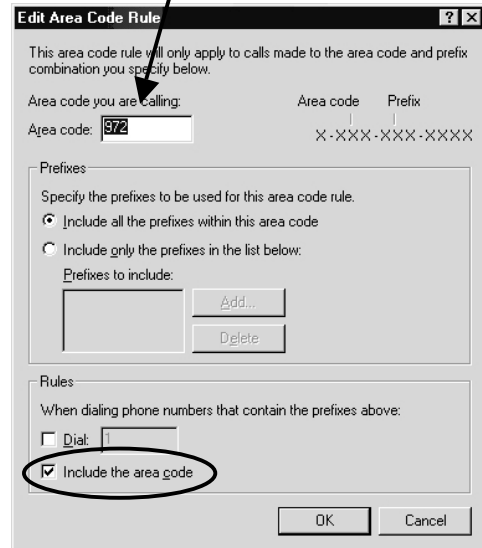 Edit Area Code Rule
This area code rule will only apply to calls made to the area code and prefix
combination you specify below.
Area code you are calling:
Area code Prefix
Area code: 972
X-XXX-XXX-XXXX
Prefixes
Specify the prefixes to be used for this area code rule.
Include all the prefixes within this area code
Include only the prefixes in the list below:
Prefixes to include:
Add...
Delete
Rules
When dialing phone numbers that contain the prefixes above:
Dial: 1
Include the area code
OK Cancel